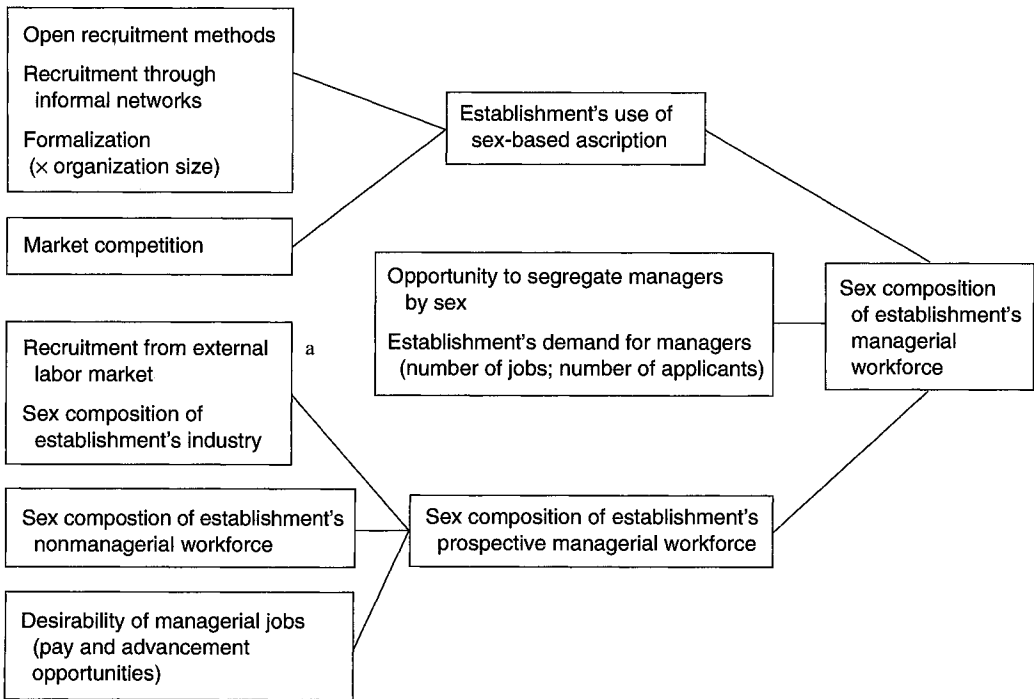 Open recruitment methods
Recruitment through
informal networks
Formalization
(× organization size)
Market competition
Establishment's use of
sex-based ascription
Opportunity to segregate managers
by sex
Establishment's demand for managers
(number of jobs; number of applicants)
Sex composition
of establishment's
managerial
workforce
Recruitment from external
labor market
Sex composition of
establishment's industry
a
Sex compostion of establishment's
nonmanagerial workforce
Sex composition of establishment's
prospective managerial workforce
Desirability of managerial jobs
(pay and advancement
opportunities)